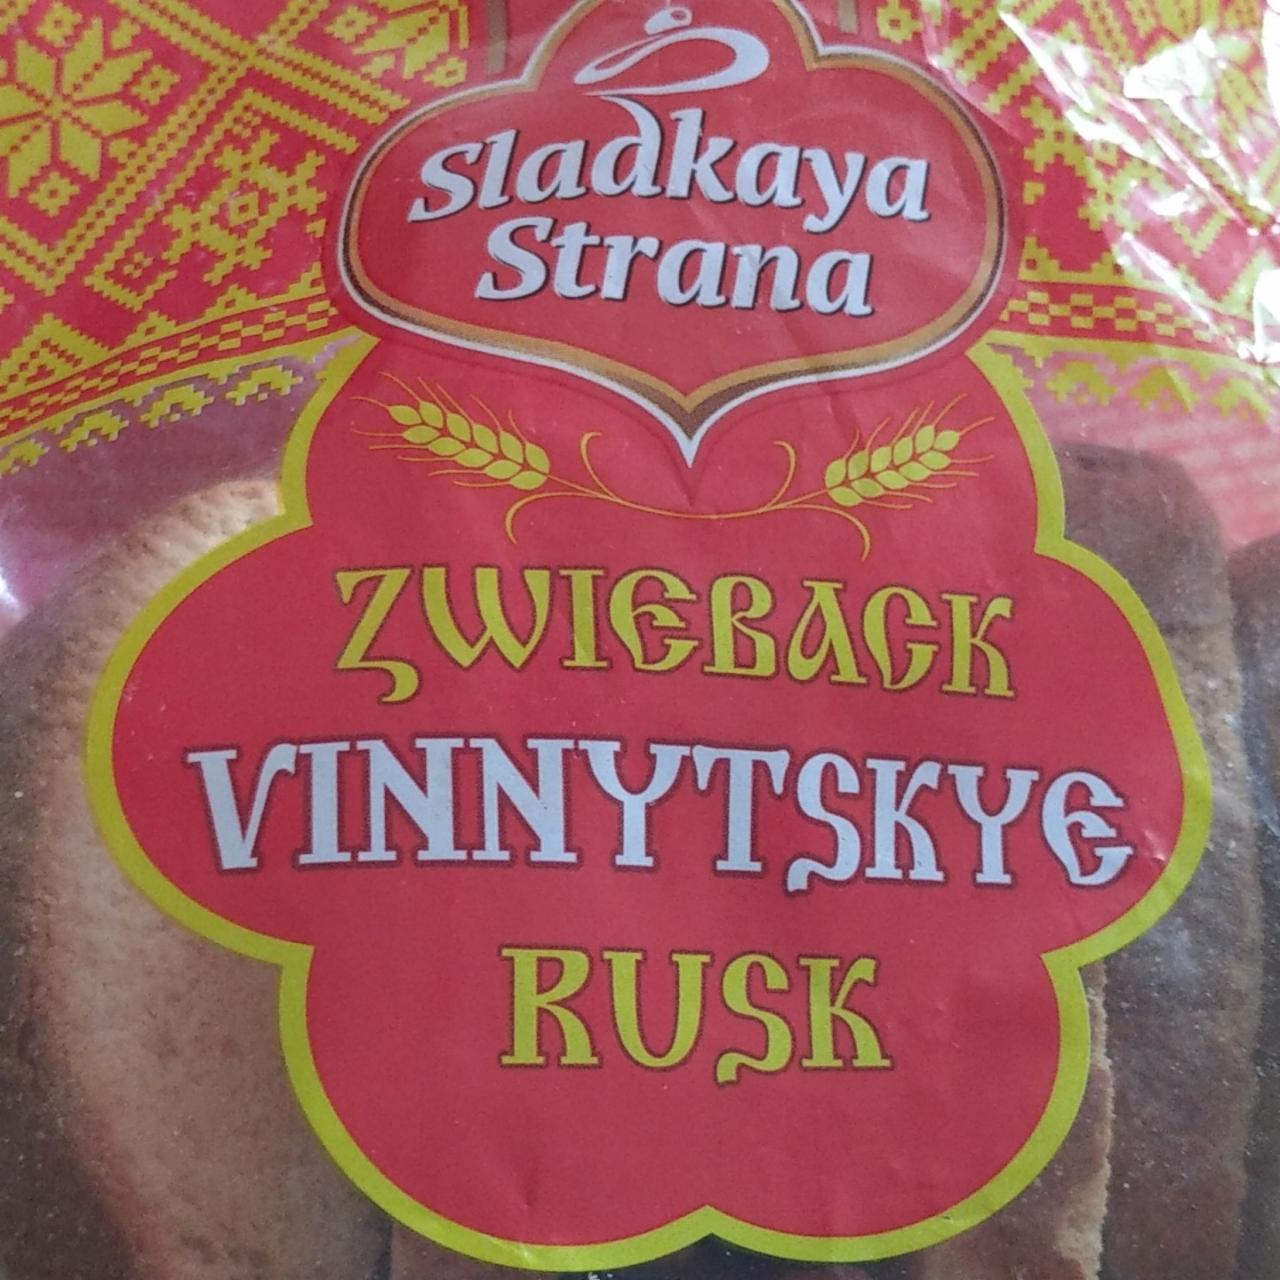 Sladkaya
Strana
ZWIEBACK
VINNYTSKYE
RUSK